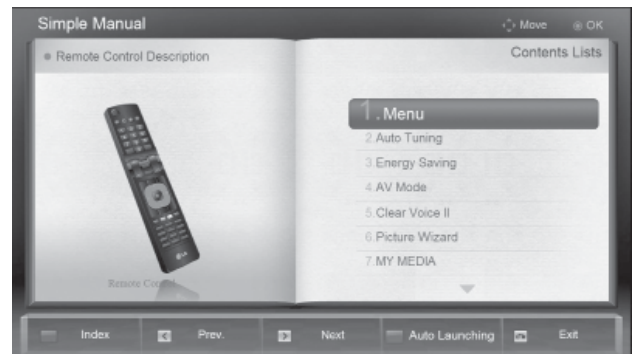 Simple Manual
Move
OK
Remote Control Description
Contents Lists
1.Menu
2.Auto Tuning
3.Energy Saving
4.AV Mode
5.Clear Voice II
6.Picture Wizard
7.MY MEDIA
LG
Remote Control
Index
Prev.
Next
Auto Launching
Exit